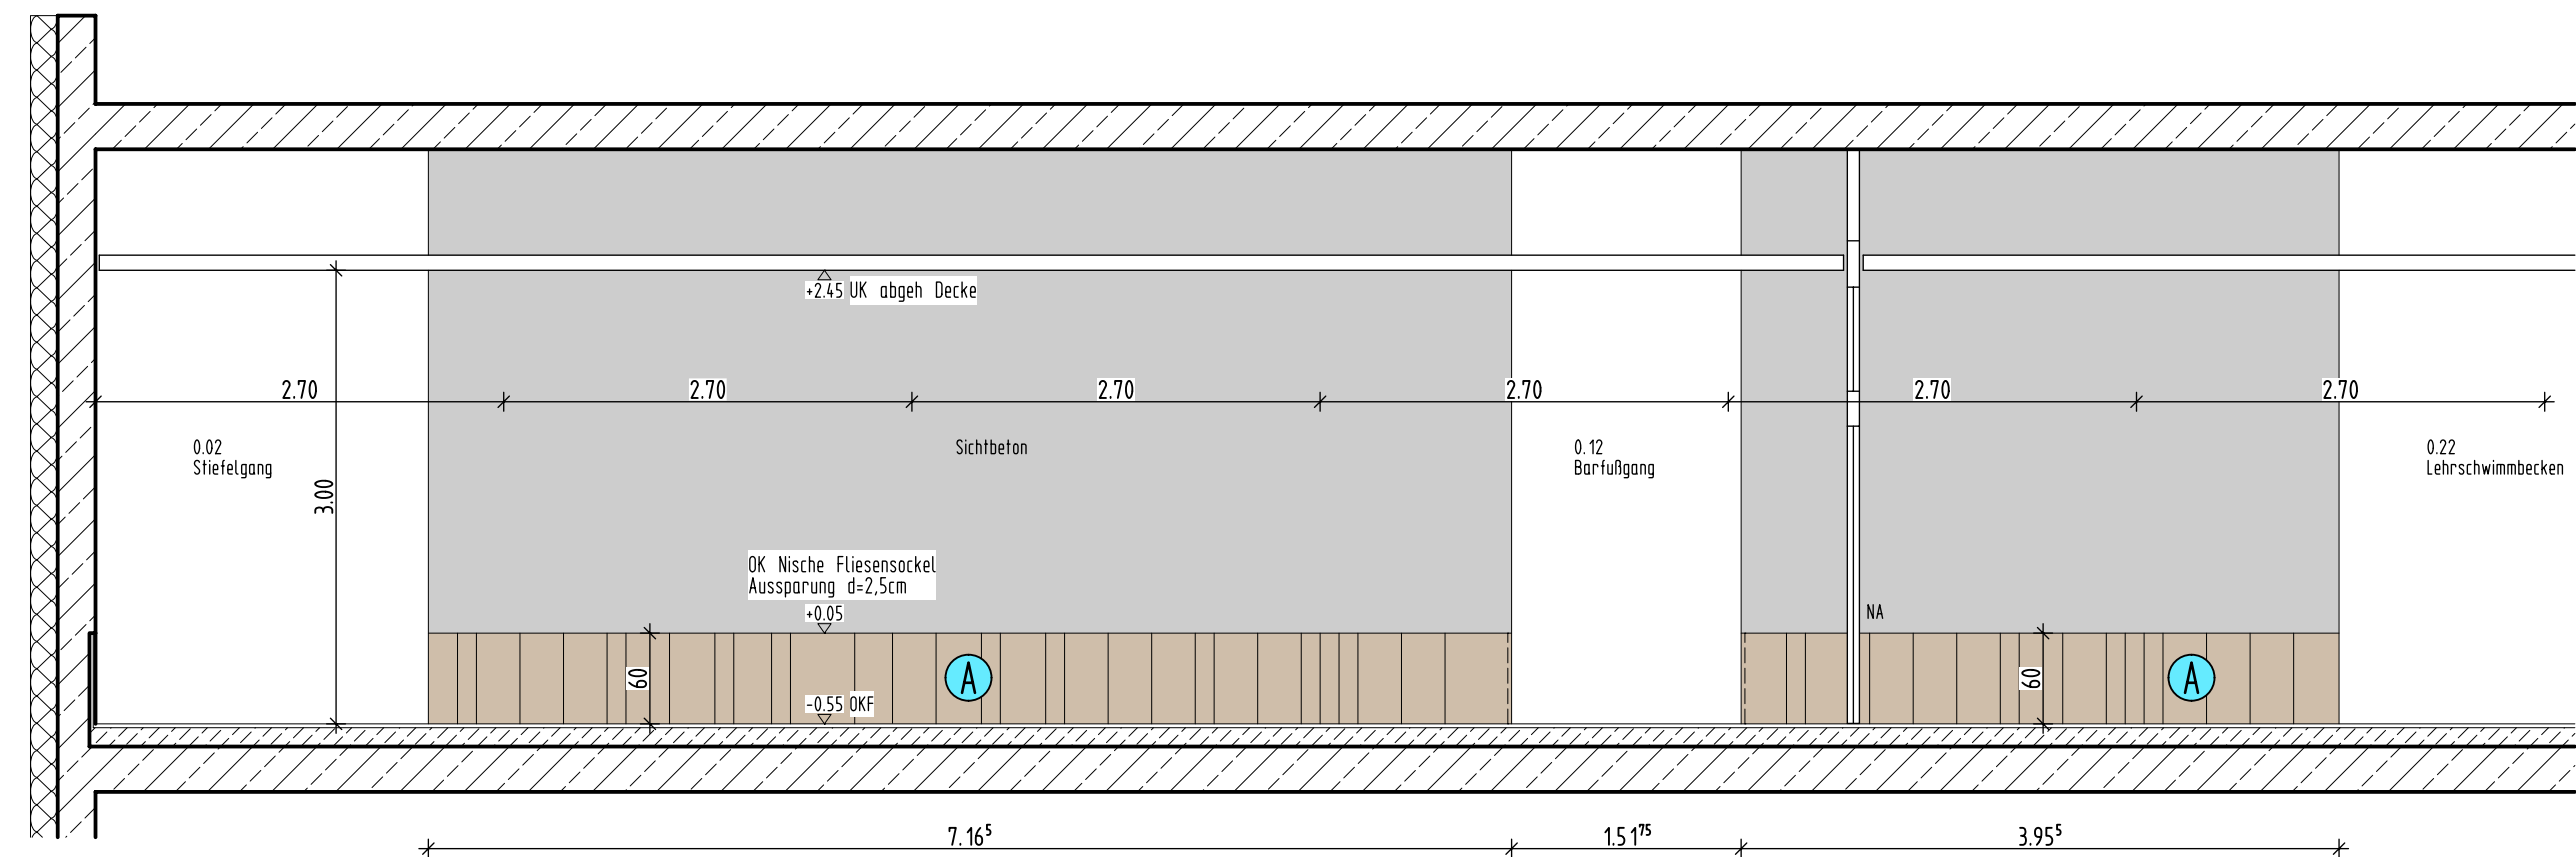 +2.45 UK abgeh Decke
2.70 2.70 2.70 2.70 2.70 2.70
0.02
Stiefelgang
Sichtbeton
0.12
Barfußgang
0.22
Lehrschwimmbecken
3.00
OK Nische Fliesensockel
Aussparung d=2,5cm
+0.05
NA
60
A
60
A
-0.55 OKF
7.16⁵ 1.51⁷⁵ 3.95⁵